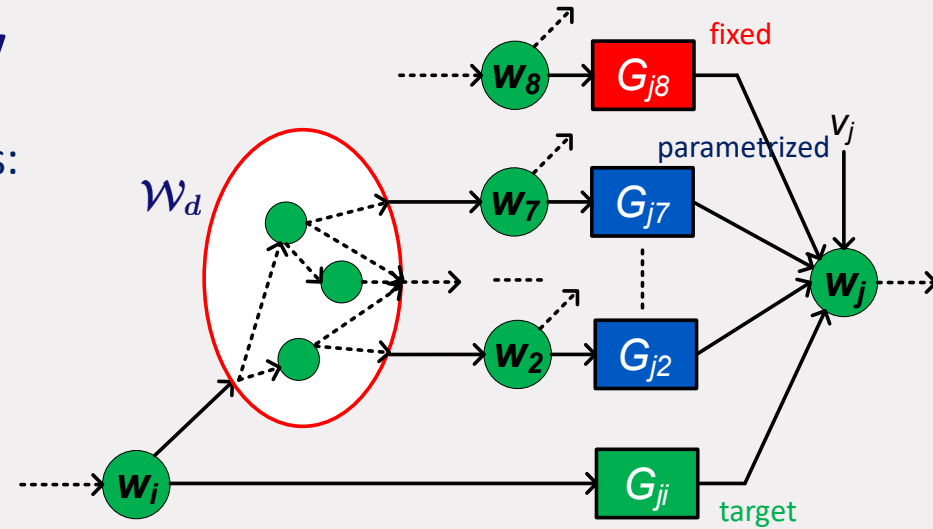 y
s:
fixed
w8
Gj8
vj
parametrized
𝒲d
w7
Gj7
w2
Gj2
wj
wi
Gji
target